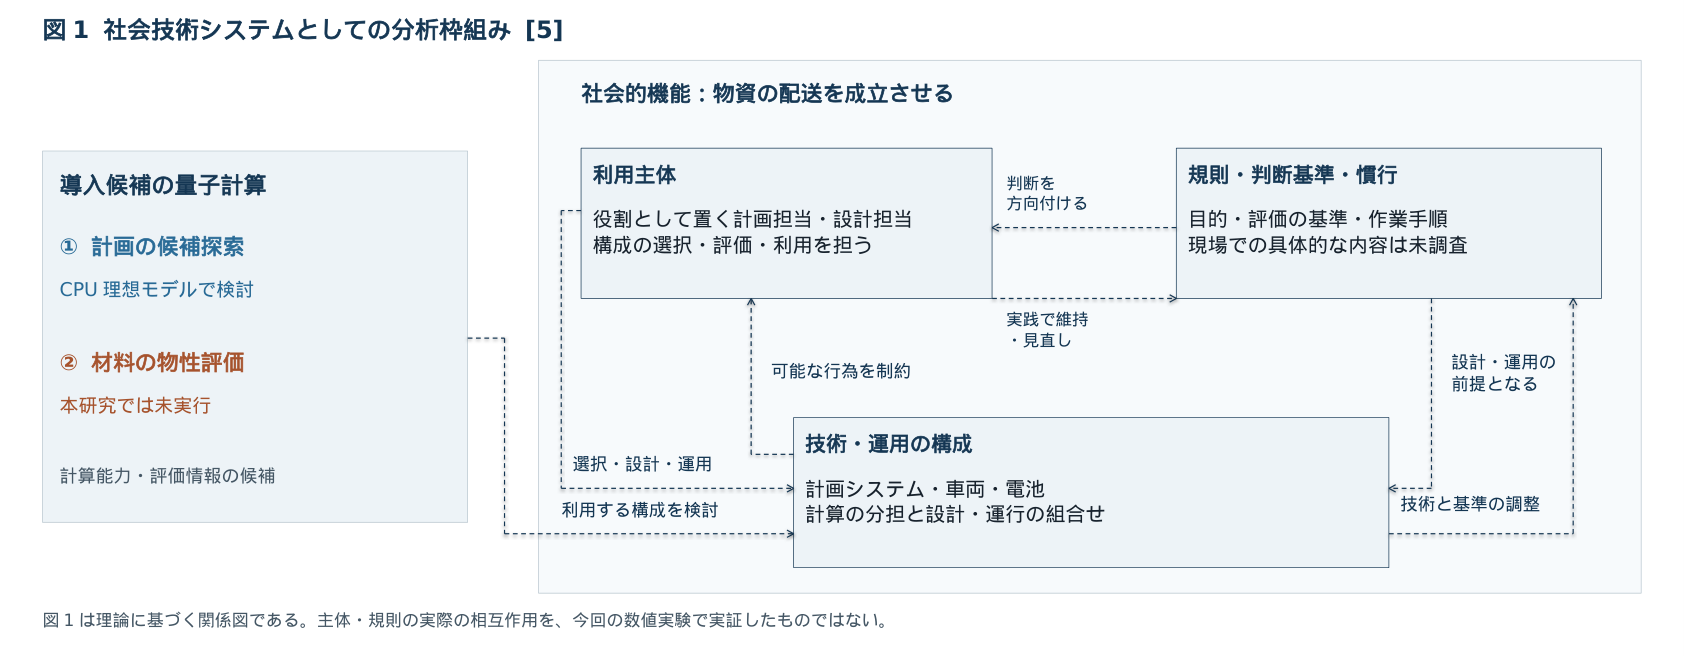 図 1 社会技術システムとしての分析枠組み [5]
社会的機能：物資の配送を成立させる
導入候補の量子計算
① 計画の候補探索
CPU 理想モデルで検討
② 材料の物性評価
本研究では未実行
計算能力・評価情報の候補
利用主体
役割として置く計画担当・設計担当
構成の選択・評価・利用を担う
判断を
方向付ける
規則・判断基準・慣行
目的・評価の基準・作業手順
現場での具体的な内容は未調査
実践で維持
・見直し
可能な行為を制約
設計・運用の
前提となる
選択・設計・運用
利用する構成を検討
技術・運用の構成
計画システム・車両・電池
計算の分担と設計・運行の組合せ
技術と基準の調整
図 1 は理論に基づく関係図である。主体・規則の実際の相互作用を、今回の数値実験で実証したものではない。